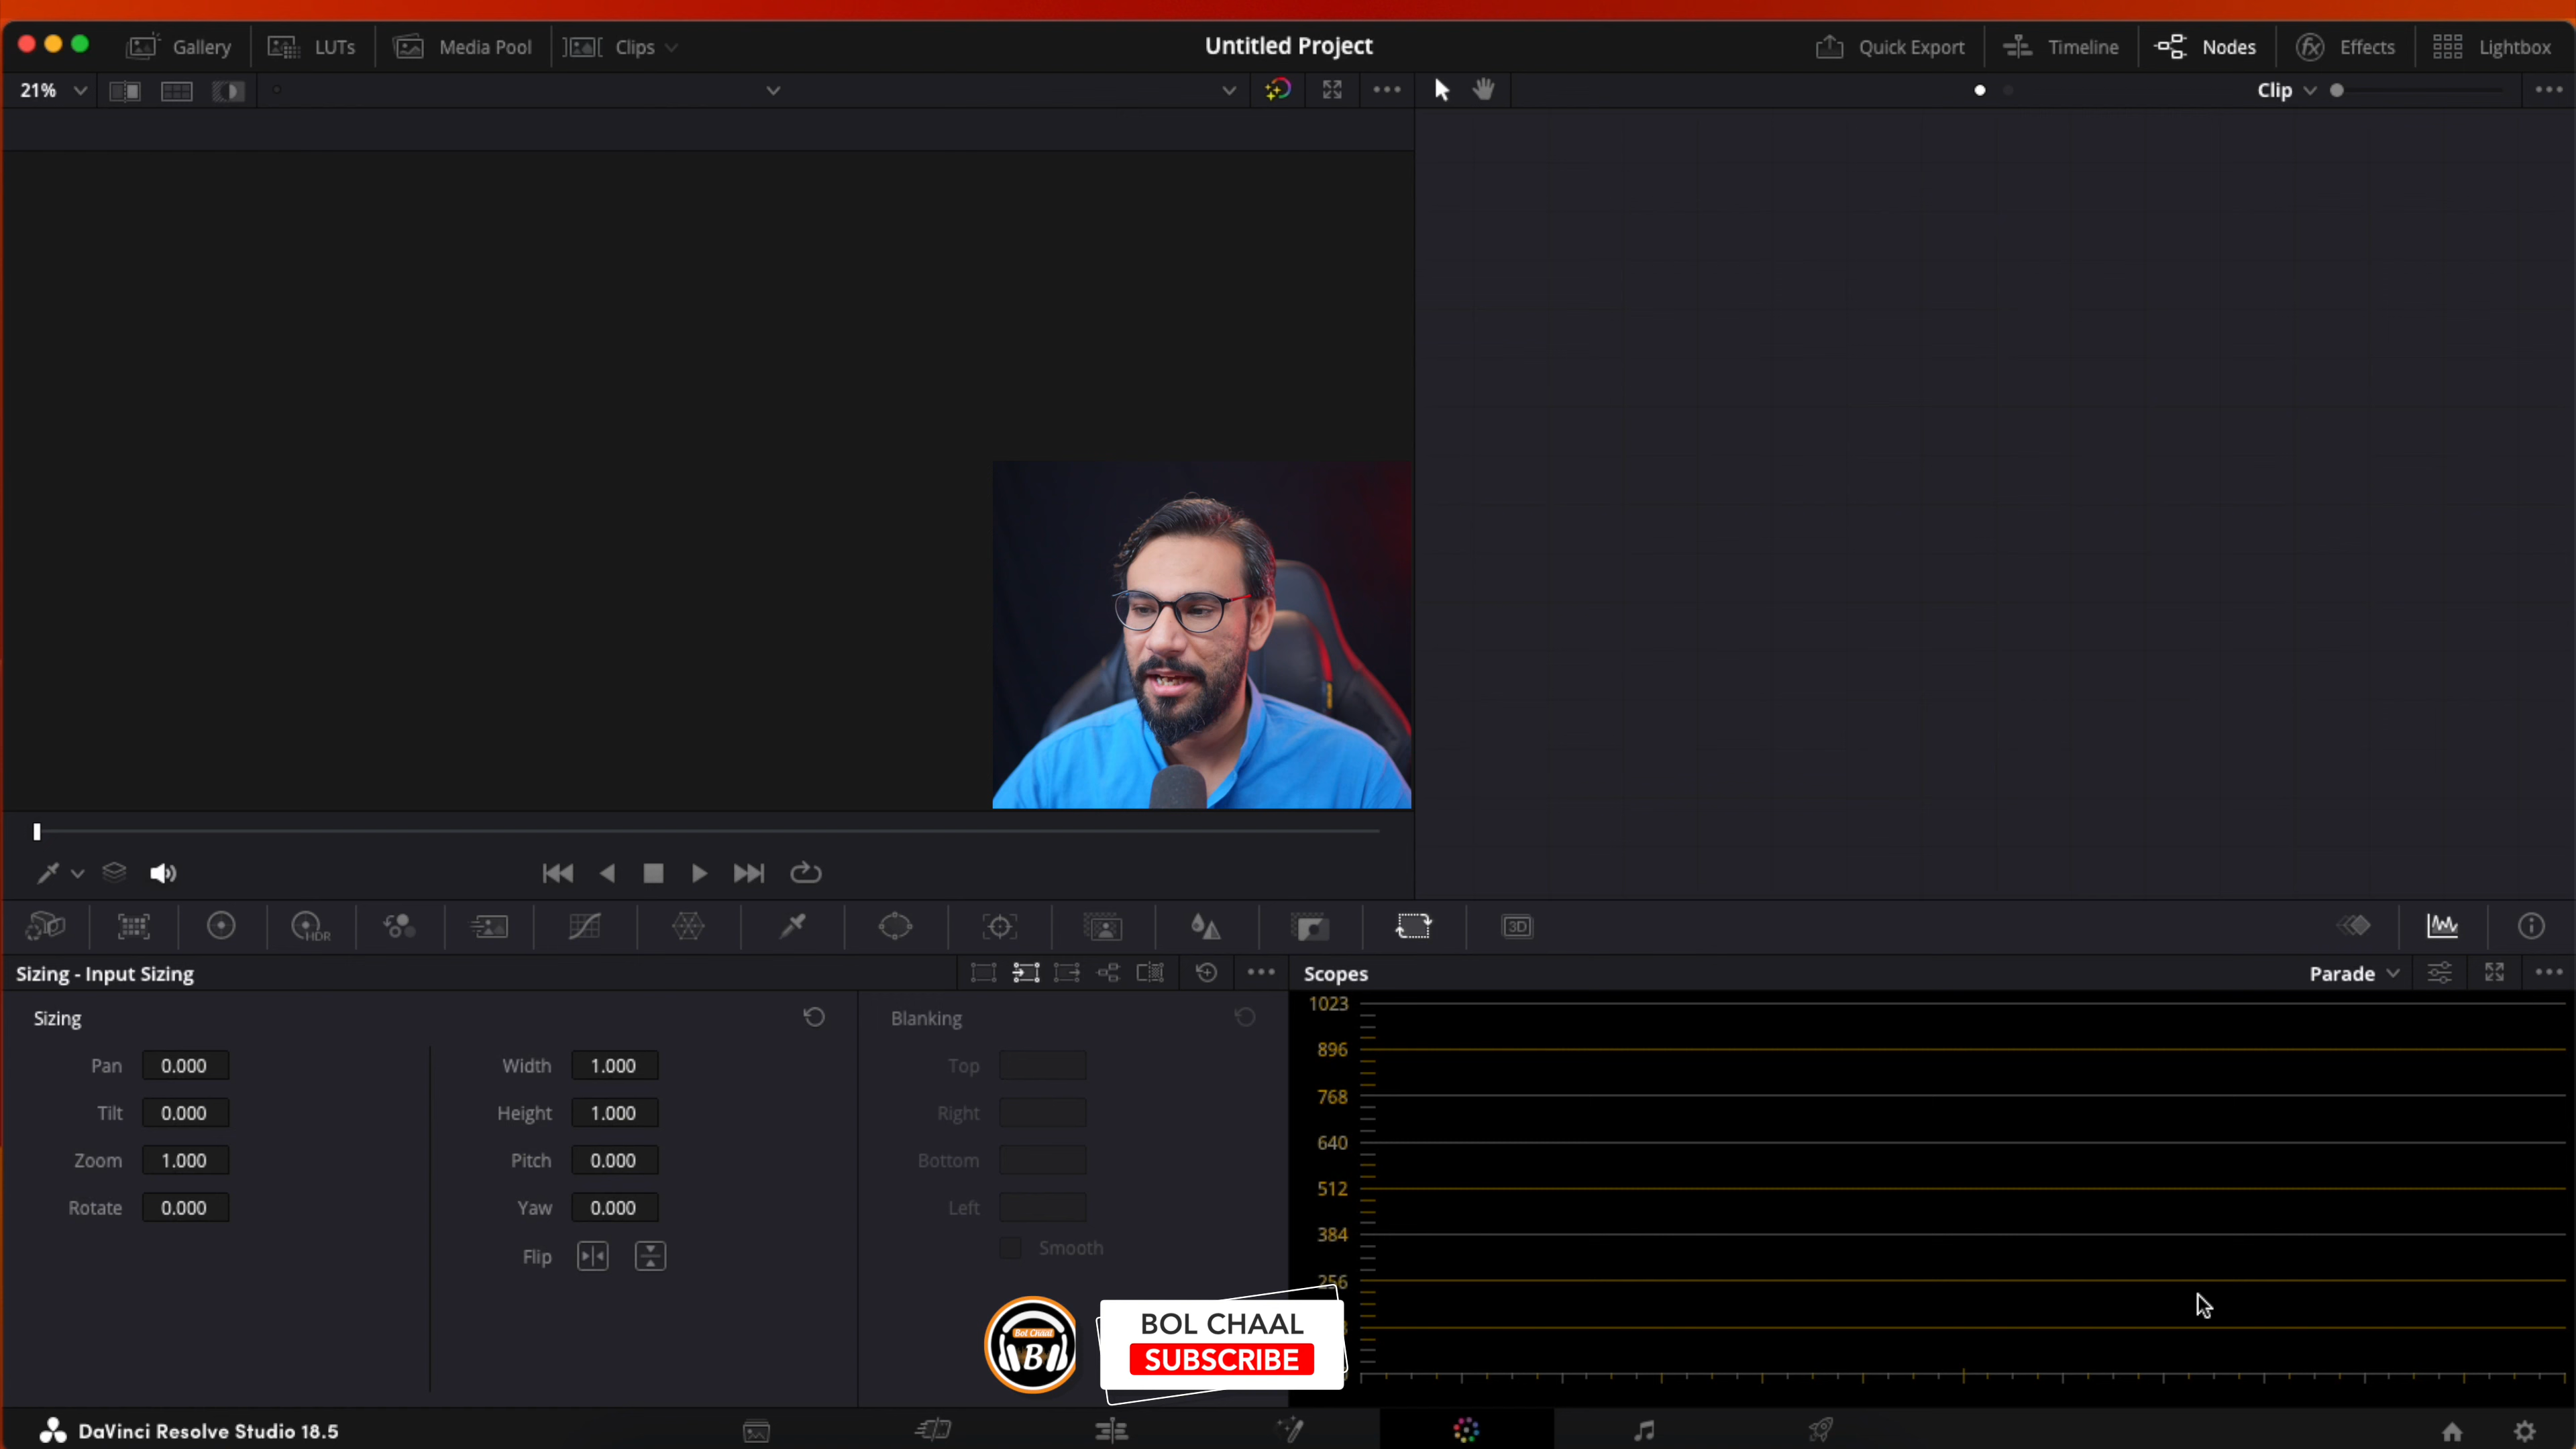 Gallery
LUTs
Media Pool
Clips
Untitled Project
Quick Export
Timeline
Nodes
Effects
Lightbox
21%
Clip
HDR
3D
Sizing - Input Sizing
Scopes
Parade
Sizing
Blanking
Pan 0.000
Width 1.000
Top
Tilt 0.000
Height 1.000
Right
Zoom 1.000
Pitch 0.000
Bottom
Rotate 0.000
Yaw 0.000
Left
Flip
Smooth
1023
896
768
640
512
384
256
Bol Chaal
B
BOL CHAAL
SUBSCRIBE
DaVinci Resolve Studio 18.5